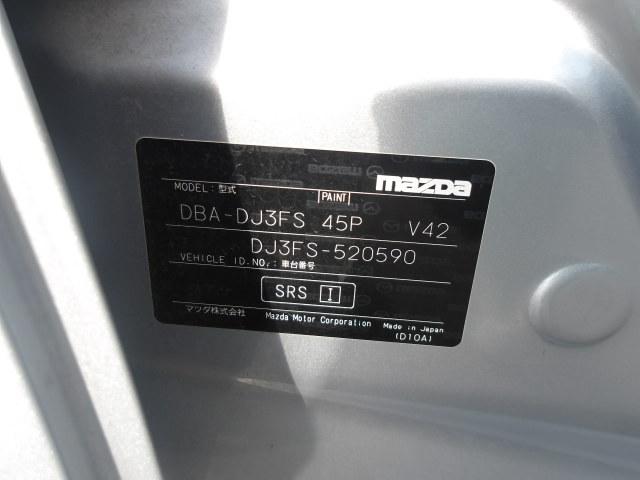 mazda
MODEL: 型式 PAINT
DBA-DJ3FS 45P V42
DJ3FS-520590
VEHICLE ID.NO.: 車台番号
SRS I
マツダ株式会社 Mazda Motor Corporation Made in Japan
(D10A)